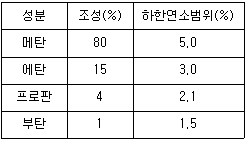 성분 조성(%) 하한연소범위(%)
메탄 80 5.0
에탄 15 3.0
프로판 4 2.1
부탄 1 1.5